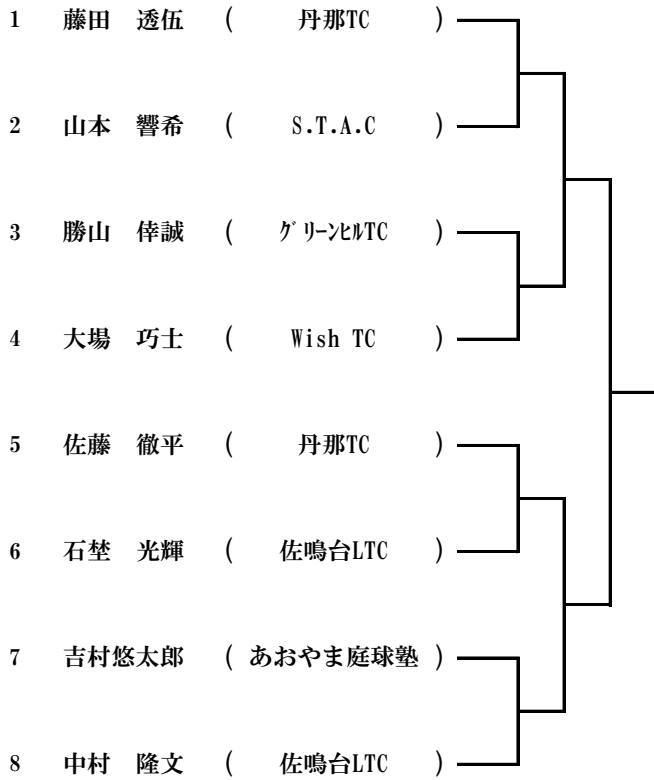 1 藤田 透伍 ( 丹那TC )
2 山本 響希 ( S.T.A.C )
3 勝山 倖誠 ( グリーンヒルTC )
4 大場 巧士 ( Wish TC )
5 佐藤 徹平 ( 丹那TC )
6 石埜 光輝 ( 佐鳴台LTC )
7 吉村悠太郎 ( あおやま庭球塾 )
8 中村 隆文 ( 佐鳴台LTC )